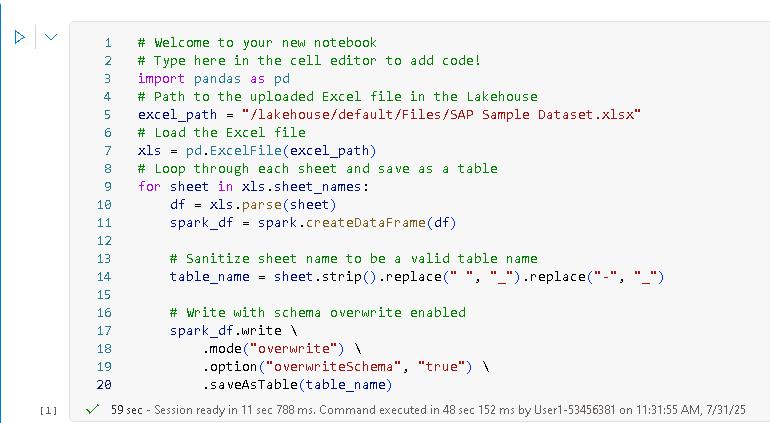 1 # Welcome to your new notebook
2 # Type here in the cell editor to add code!
3 import pandas as pd
4 # Path to the uploaded Excel file in the Lakehouse
5 excel_path = "/lakehouse/default/Files/SAP Sample Dataset.xlsx"
6 # Load the Excel file
7 xls = pd.ExcelFile(excel_path)
8 # Loop through each sheet and save as a table
9 for sheet in xls.sheet_names:
10     df = xls.parse(sheet)
11     spark_df = spark.createDataFrame(df)
12
13     # Sanitize sheet name to be a valid table name
14     table_name = sheet.strip().replace(" ", "_").replace("-", "_")
15
16     # Write with schema overwrite enabled
17     spark_df.write \
18         .mode("overwrite") \
19         .option("overwriteSchema", "true") \
20         .saveAsTable(table_name)
[1] 59 sec - Session ready in 11 sec 788 ms. Command executed in 48 sec 152 ms by User1-53456381 on 11:31:55 AM, 7/31/25